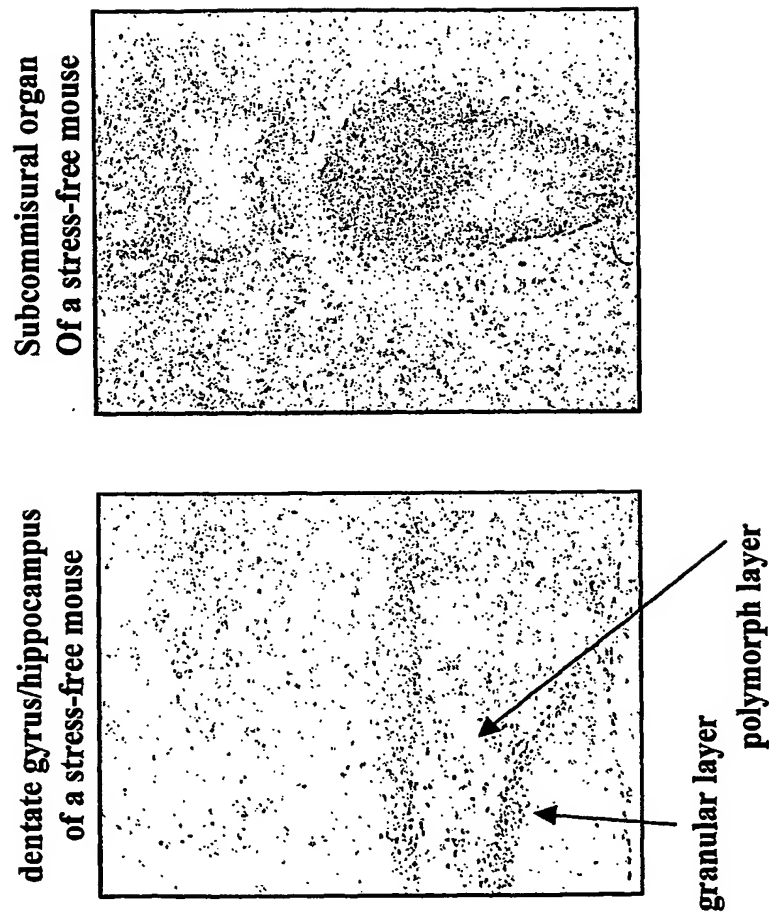 Subcommisural organ
Of a stress-free mouse
dentate gyrus/hippocampus
of a stress-free mouse
granular layer
polymorph layer